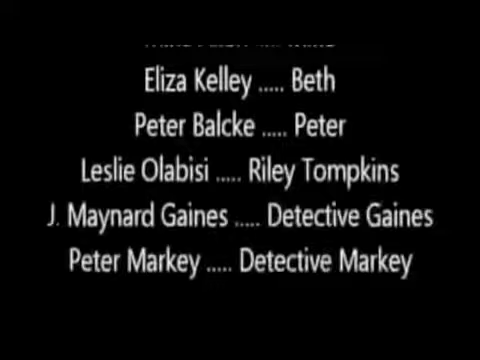 Eliza Kelley ..... Beth
Peter Balcke ..... Peter
Leslie Olabisi ..... Riley Tompkins
J. Maynard Gaines ..... Detective Gaines
Peter Markey ..... Detective Markey